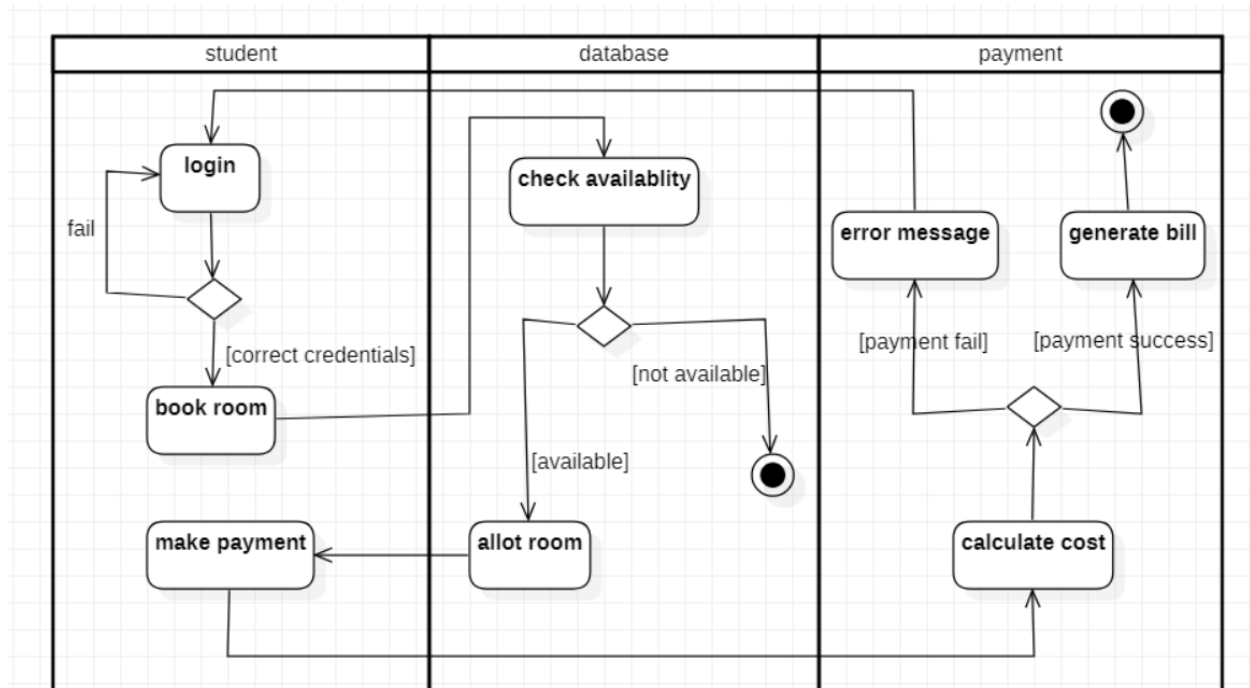 student
database
payment
login
check availablity
fail
error message
generate bill
[correct credentials]
[payment fail]
[payment success]
[not available]
book room
[available]
make payment
allot room
calculate cost